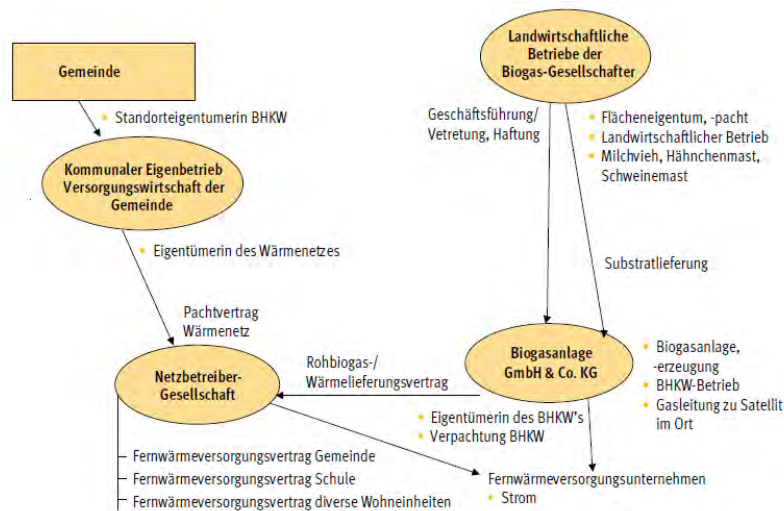 Gemeinde
Standorteigentumerin BHKW
Kommunaler Eigenbetrieb
Versorgungswirtschaft der
Gemeinde
Eigentümerin des Wärmenetzes
Pachtvertrag
Wärmenetz
Netzbetreiber-
Gesellschaft
Fernwärmeversorgungsvertrag Gemeinde
Fernwärmeversorgungsvertrag Schule
Fernwärmeversorgungsvertrag diverse Wohneinheiten
Landwirtschaftliche
Betriebe der
Biogas-Gesellschafter
Geschäftsführung/
Vetretung, Haftung
Flächeneigentum, -pacht
Landwirtschaftlicher Betrieb
Milchvieh, Hähnchenmast,
Schweinemast
Substratlieferung
Biogasanlage
GmbH & Co. KG
Biogasanlage,
-erzeugung
BHKW-Betrieb
Gasleitung zu Satellit
im Ort
Rohbiogas-/
Wärmelieferungsvertrag
Eigentümerin des BHKW's
Verpachtung BHKW
Fernwärmeversorgungsunternehmen
Strom